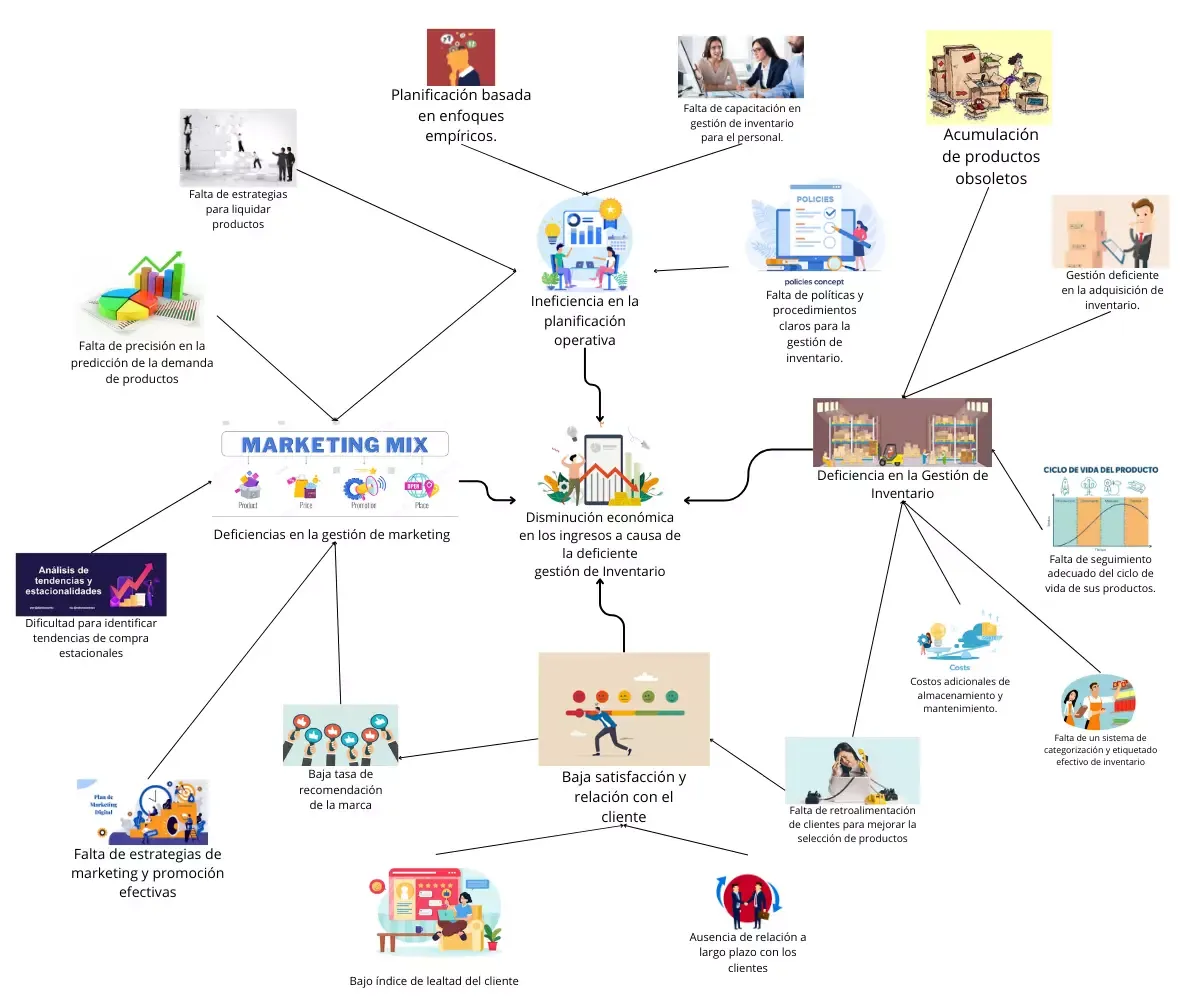 Planificación basada
en enfoques
empíricos.
Falta de capacitación en
gestión de inventario
para el personal.
Acumulación
de productos
obsoletos
Falta de estrategias
para liquidar
productos
POLICIES
policies concept
Falta de políticas y
procedimientos
claros para la
gestión de
inventario.
Gestión deficiente
en la adquisición de
inventario.
Ineficiencia en la
planificación
operativa
Falta de precisión en la
predicción de la demanda
de productos
MARKETING MIX
Product
Price
Promotion
Place
OPEN
Deficiencias en la gestión de marketing
Disminución económica
en los ingresos a causa de
la deficiente
gestión de Inventario
Deficiencia en la Gestión de
Inventario
CICLO DE VIDA DEL PRODUCTO
Falta de seguimiento
adecuado del ciclo de
vida de sus productos.
Análisis de
tendencias y
estacionalidades
Dificultad para identificar
tendencias de compra
estacionales
Costs
Costos adicionales de
almacenamiento y
mantenimiento.
Falta de un sistema de
categorización y etiquetado
efectivo de inventario
Baja tasa de
recomendación
de la marca
Baja satisfacción y
relación con el
cliente
Falta de retroalimentación
de clientes para mejorar la
selección de productos
Plan de
Marketing
Digital
Falta de estrategias de
marketing y promoción
efectivas
Bajo índice de lealtad del cliente
Ausencia de relación a
largo plazo con los
clientes